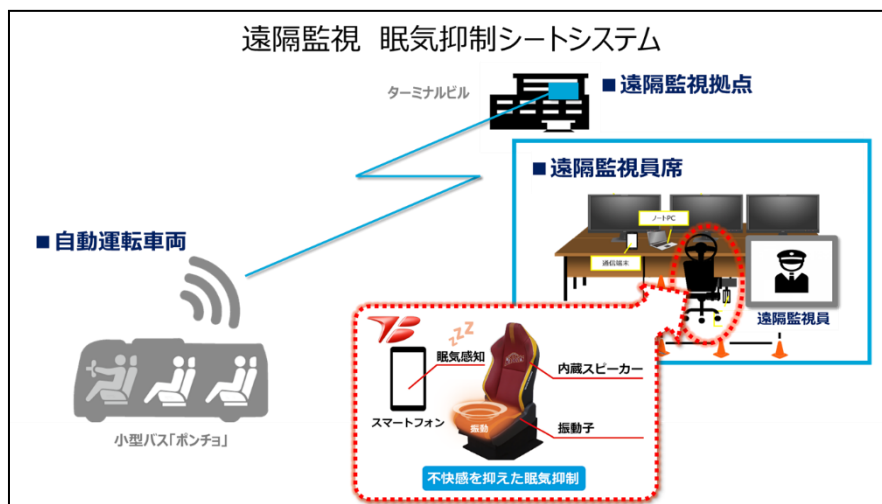 遠隔監視 眠気抑制シートシステム
ターミナルビル
■遠隔監視拠点
■遠隔監視員席
ノートPC
通信端末
遠隔監視員
■自動運転車両
小型バス「ポンチョ」
zzz
眠気感知
スマートフォン
内蔵スピーカー
振動
振動子
不快感を抑えた眠気抑制